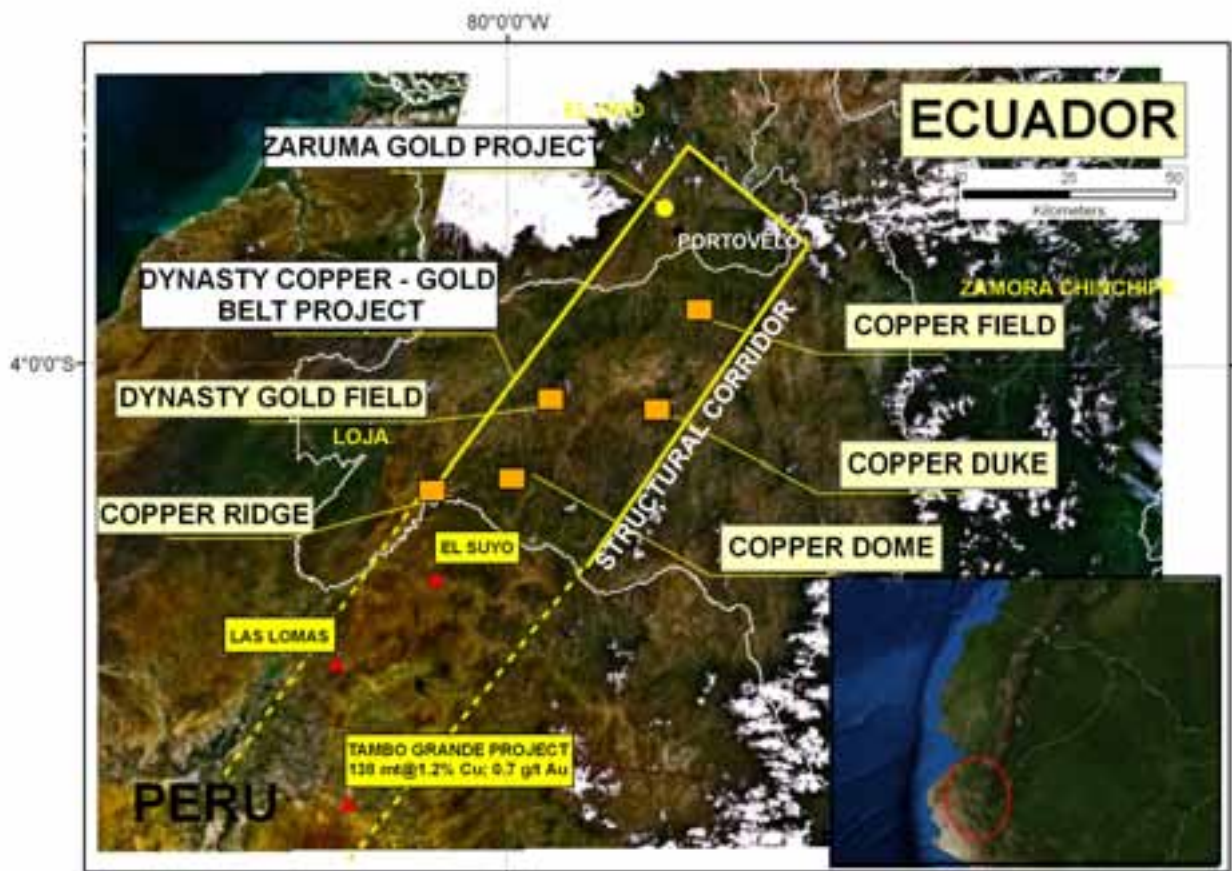 80°0'0"W
ECUADOR
0 25 50
Kilometers
ZARUMA GOLD PROJECT
PORTOVELO
DYNASTY COPPER - GOLD
BELT PROJECT
ZAMORA CHINCHIPE
COPPER FIELD
4°0'0"S
DYNASTY GOLD FIELD
LOJA
STRUCTURAL CORRIDOR
COPPER DUKE
COPPER RIDGE
COPPER DOME
EL SUYO
LAS LOMAS
TAMBO GRANDE PROJECT
PERU